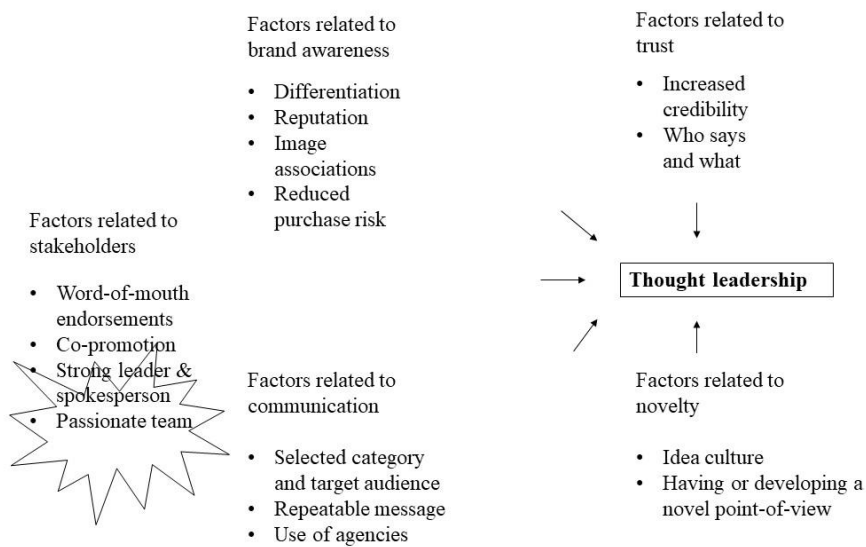 Factors related to
brand awareness
• Differentiation
• Reputation
• Image
associations
• Reduced
purchase risk
Factors related to
trust
• Increased
credibility
• Who says
and what
Factors related to
stakeholders
• Word-of-mouth
endorsements
• Co-promotion
• Strong leader &
spokesperson
• Passionate team
Thought leadership
Factors related to
communication
• Selected category
and target audience
• Repeatable message
• Use of agencies
Factors related to
novelty
• Idea culture
• Having or developing a
novel point-of-view